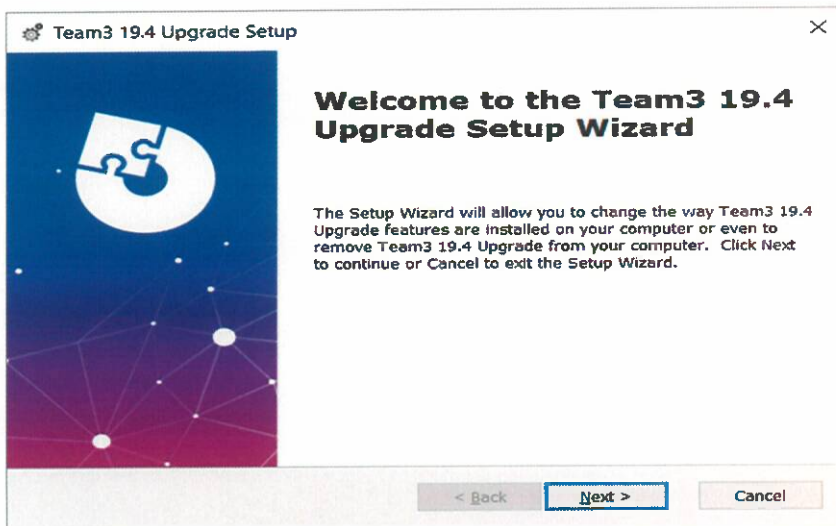 Team3 19.4 Upgrade Setup
Welcome to the Team3 19.4
Upgrade Setup Wizard
The Setup Wizard will allow you to change the way Team3 19.4
Upgrade features are installed on your computer or even to
remove Team3 19.4 Upgrade from your computer. Click Next
to continue or Cancel to exit the Setup Wizard.
< Back Next > Cancel